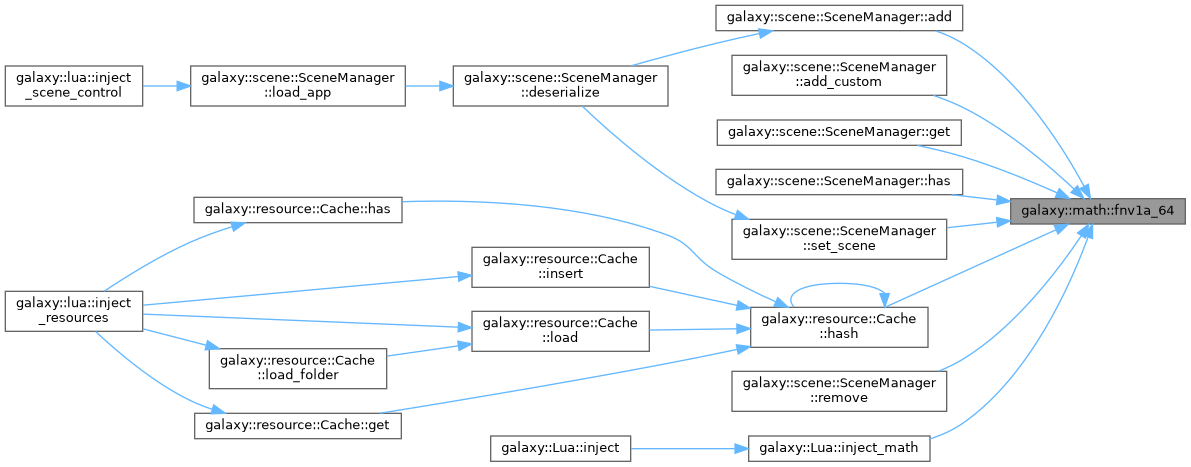 galaxy::scene::SceneManager::add
galaxy::scene::SceneManager
::add_custom
galaxy::lua::inject
_scene_control
galaxy::scene::SceneManager
::load_app
galaxy::scene::SceneManager
::deserialize
galaxy::scene::SceneManager::get
galaxy::scene::SceneManager::has
galaxy::resource::Cache::has
galaxy::math::fnv1a_64
galaxy::scene::SceneManager
::set_scene
galaxy::resource::Cache
::insert
galaxy::lua::inject
_resources
galaxy::resource::Cache
::load
galaxy::resource::Cache
::hash
galaxy::resource::Cache
::load_folder
galaxy::scene::SceneManager
::remove
galaxy::resource::Cache::get
galaxy::Lua::inject
galaxy::Lua::inject_math